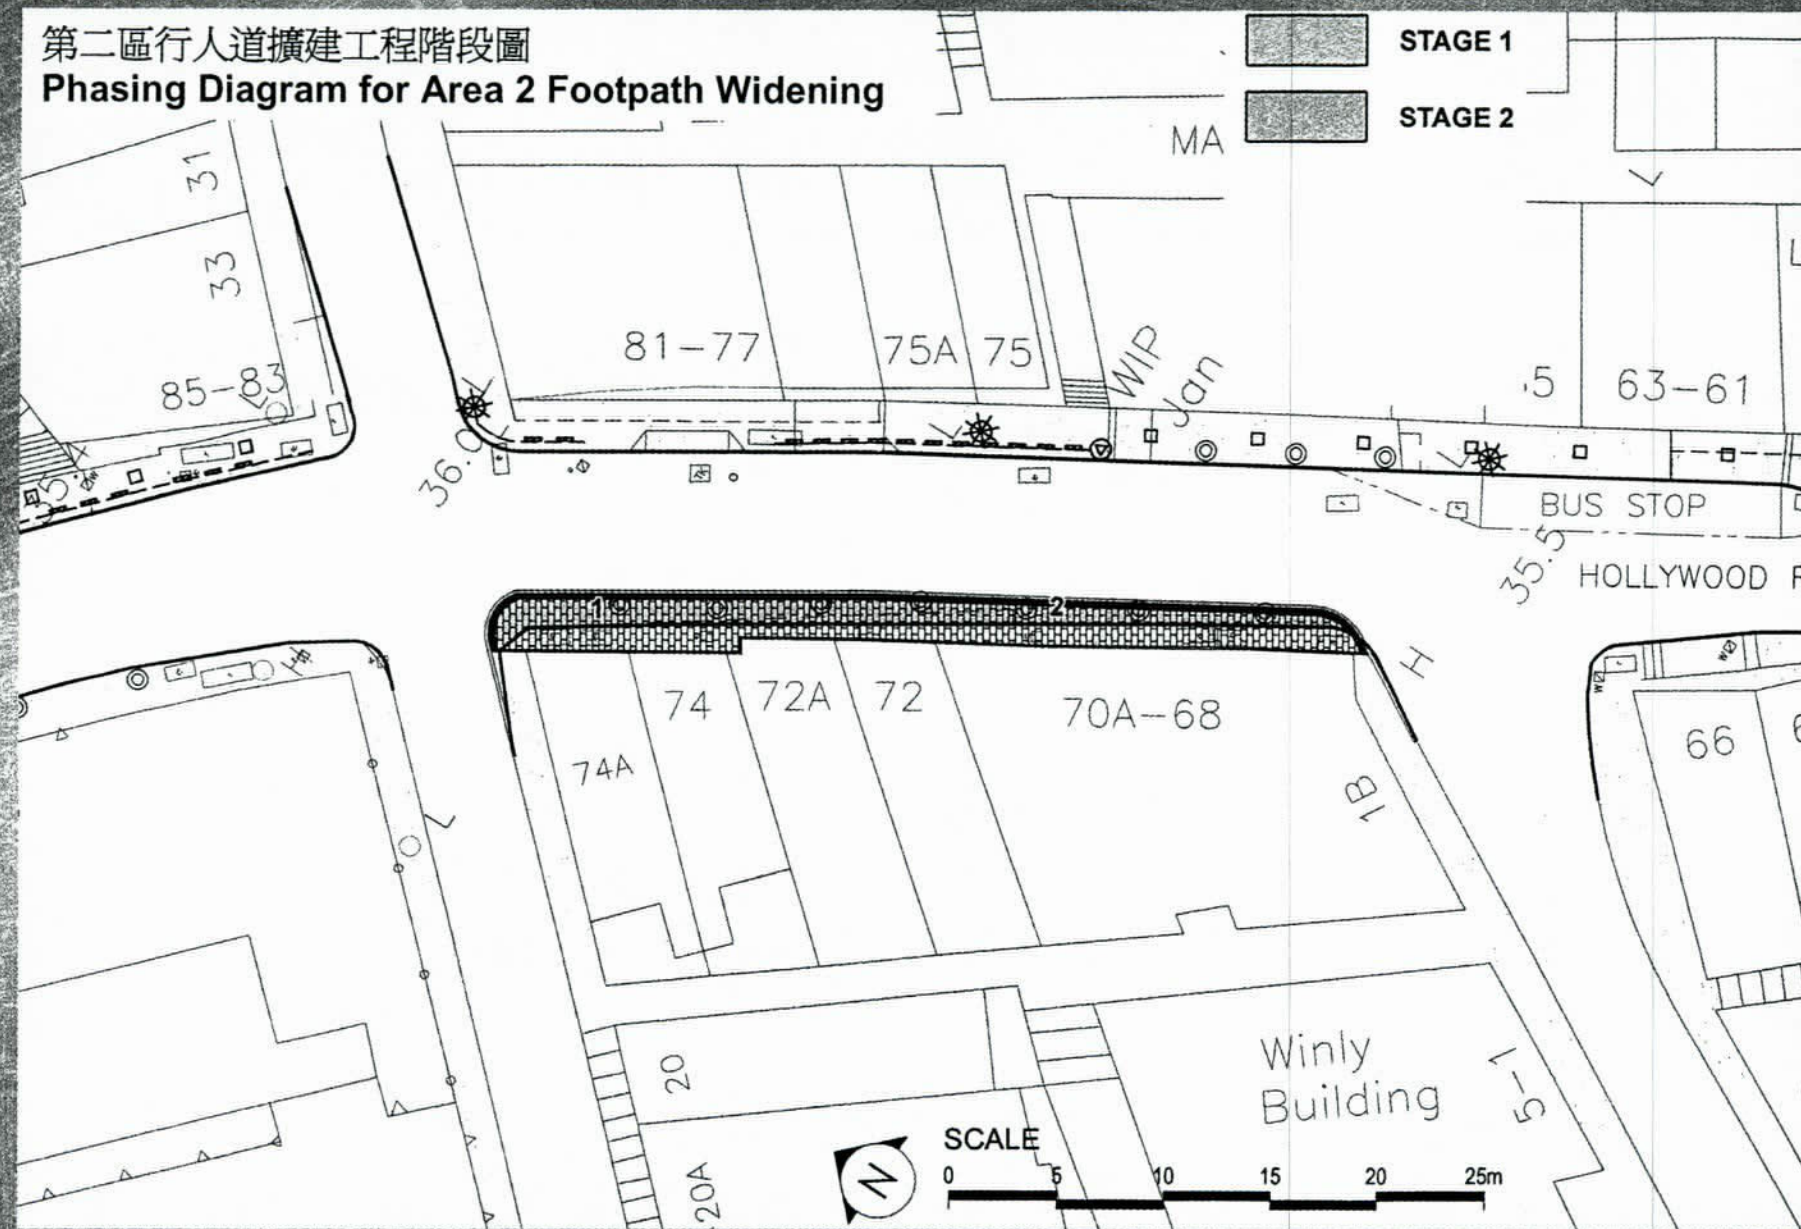 第二區行人道擴建工程階段圖
Phasing Diagram for Area 2 Footpath Widening
STAGE 1
STAGE 2
MA
31
33
85-83
81-77
75A
75
WIP
Jan
63-61
36.0
BUS STOP
35.5
HOLLYWOOD
1
2
H
74A
74
72A
72
70A-68
1B
66
20
20A
Winly
Building
5-1
N
SCALE
0 5 10 15 20 25m